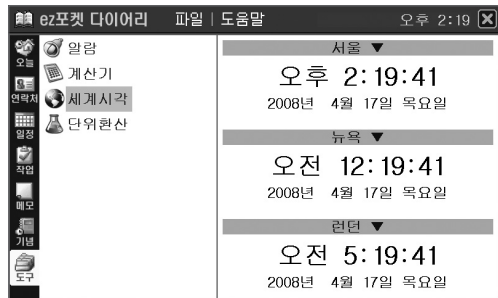 ez포켓 다이어리 파일 | 도움말 오후 2:19
오늘
연락처
일정
작업
메모
기념
도구
알람
계산기
세계시각
단위환산
서울 ▼
오후 2:19:41
2008년 4월 17일 목요일
뉴욕 ▼
오전 12:19:41
2008년 4월 17일 목요일
런던 ▼
오전 5:19:41
2008년 4월 17일 목요일